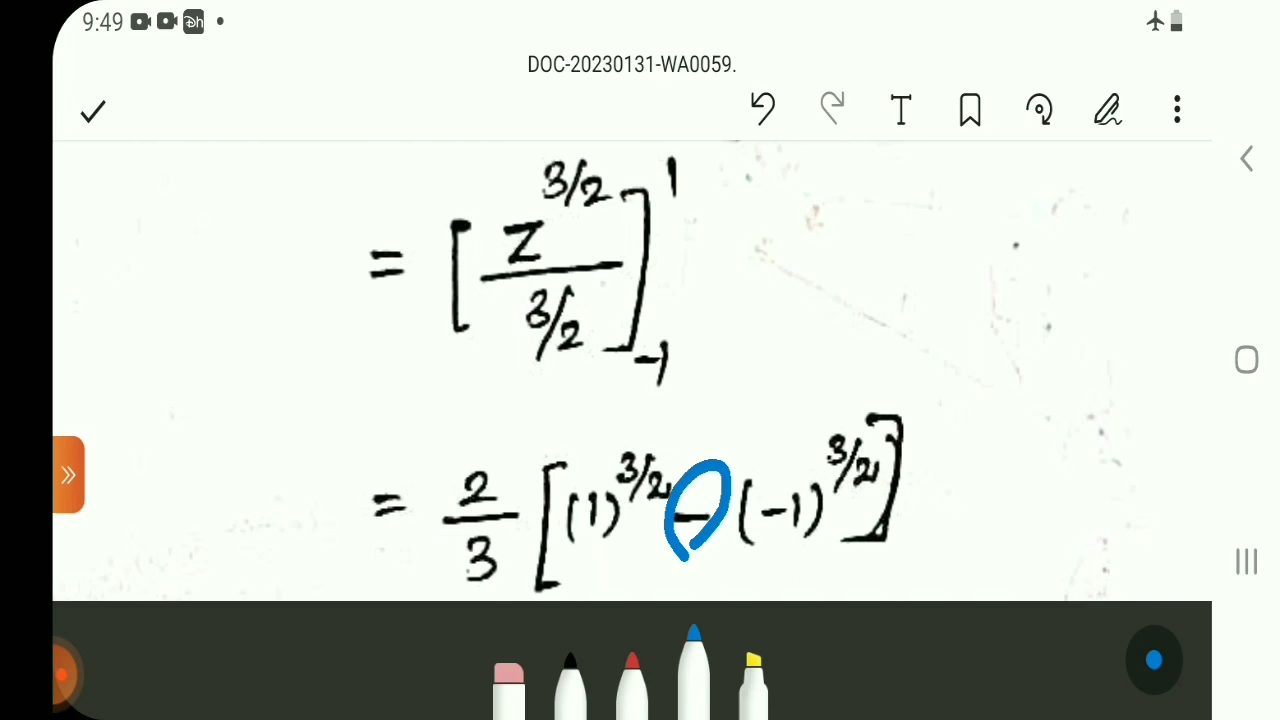 9:49
DOC-20230131-WA0059.
T
= [z^{3/2} / 3/2]_{-1}^{1}
= 2/3 [(1)^{3/2} - (-1)^{3/2}]